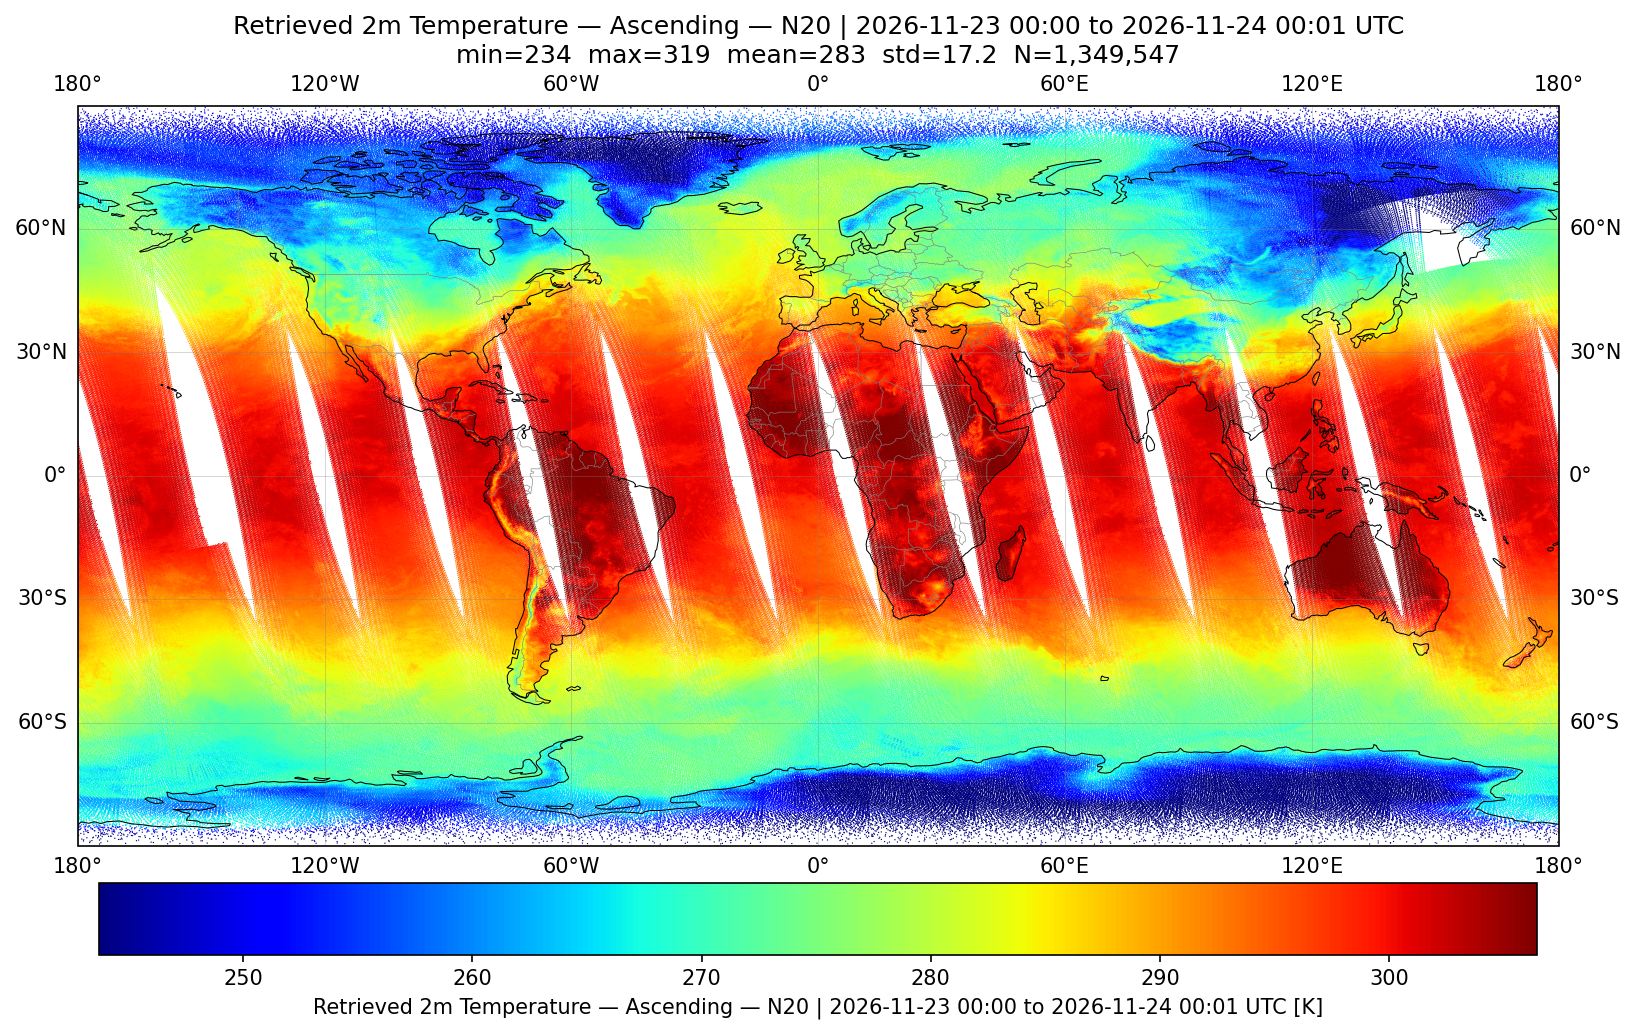 Retrieved 2m Temperature — Ascending — N20 | 2026-11-23 00:00 to 2026-11-24 00:01 UTC
min=234  max=319  mean=283  std=17.2  N=1,349,547
180° 120°W 60°W 0° 60°E 120°E 180°
60°N 60°N
30°N 30°N
0° 0°
30°S 30°S
60°S 60°S
180° 120°W 60°W 0° 60°E 120°E 180°
250 260 270 280 290 300
Retrieved 2m Temperature — Ascending — N20 | 2026-11-23 00:00 to 2026-11-24 00:01 UTC [K]